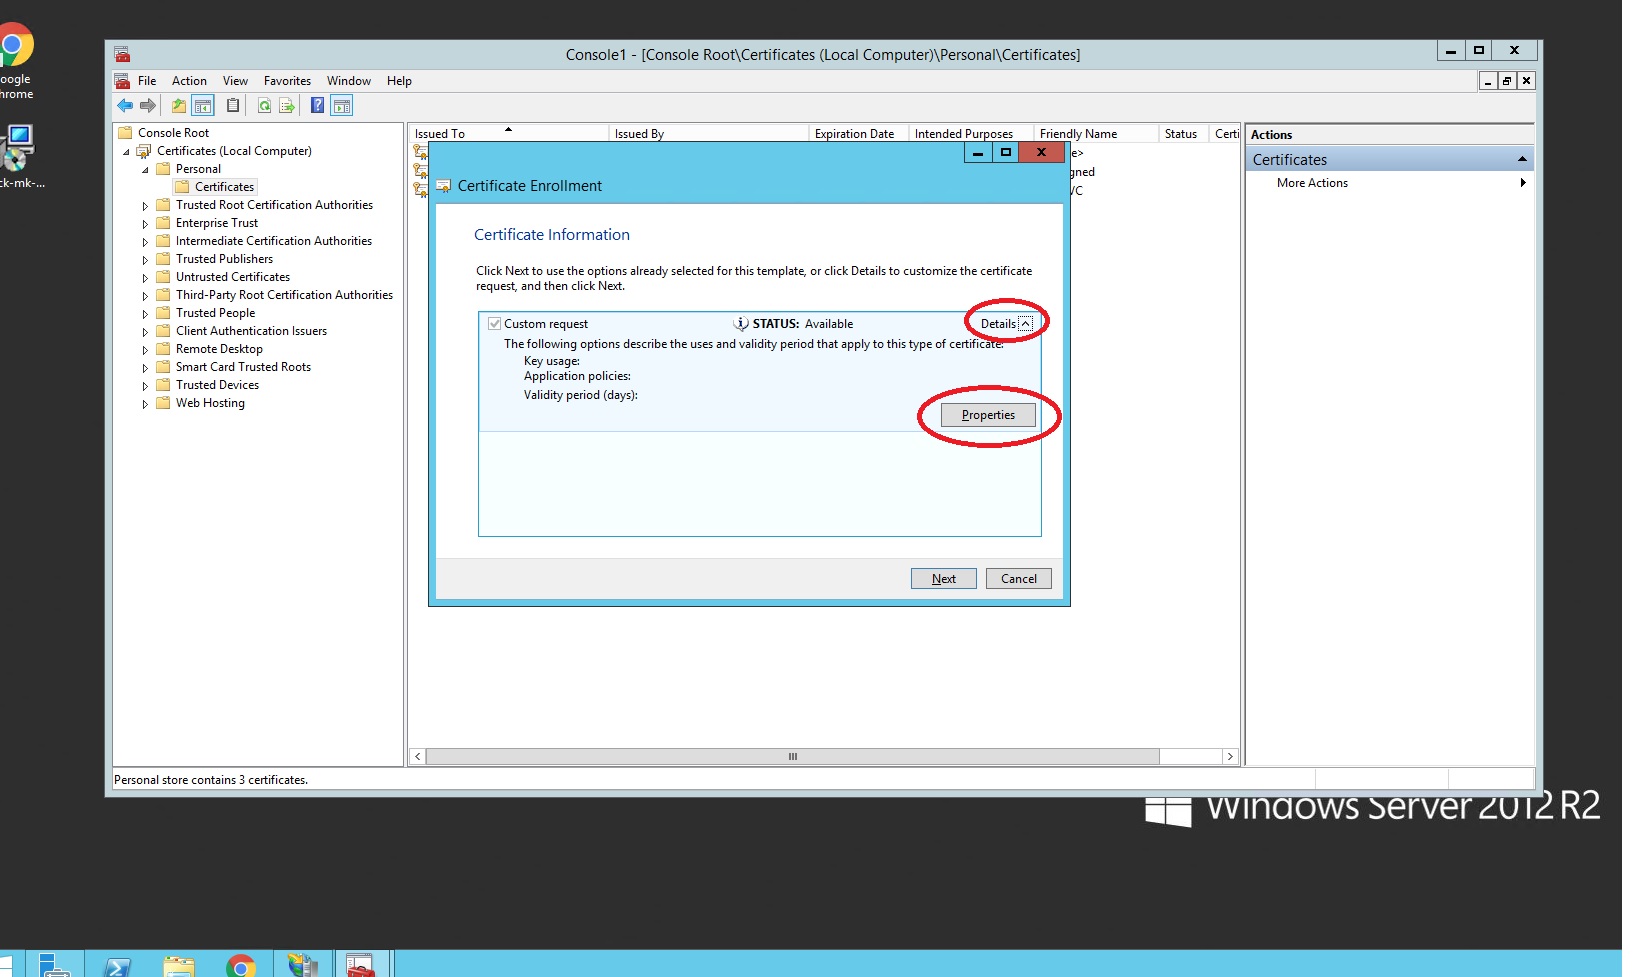 oogle
hrome
ck-mk-...
Console1 - [Console Root\Certificates (Local Computer)\Personal\Certificates]
File Action View Favorites Window Help
Console Root
Certificates (Local Computer)
Personal
Certificates
Trusted Root Certification Authorities
Enterprise Trust
Intermediate Certification Authorities
Trusted Publishers
Untrusted Certificates
Third-Party Root Certification Authorities
Trusted People
Client Authentication Issuers
Remote Desktop
Smart Card Trusted Roots
Trusted Devices
Web Hosting
Issued To Issued By Expiration Date Intended Purposes Friendly Name Status Certi
e>
gned
VC
Certificate Enrollment
Certificate Information
Click Next to use the options already selected for this template, or click Details to customize the certificate
request, and then click Next.
Custom request STATUS: Available Details
The following options describe the uses and validity period that apply to this type of certificate:
Key usage:
Application policies:
Validity period (days):
Properties
Next Cancel
Actions
Certificates
More Actions
Personal store contains 3 certificates.
Windows Server 2012 R2